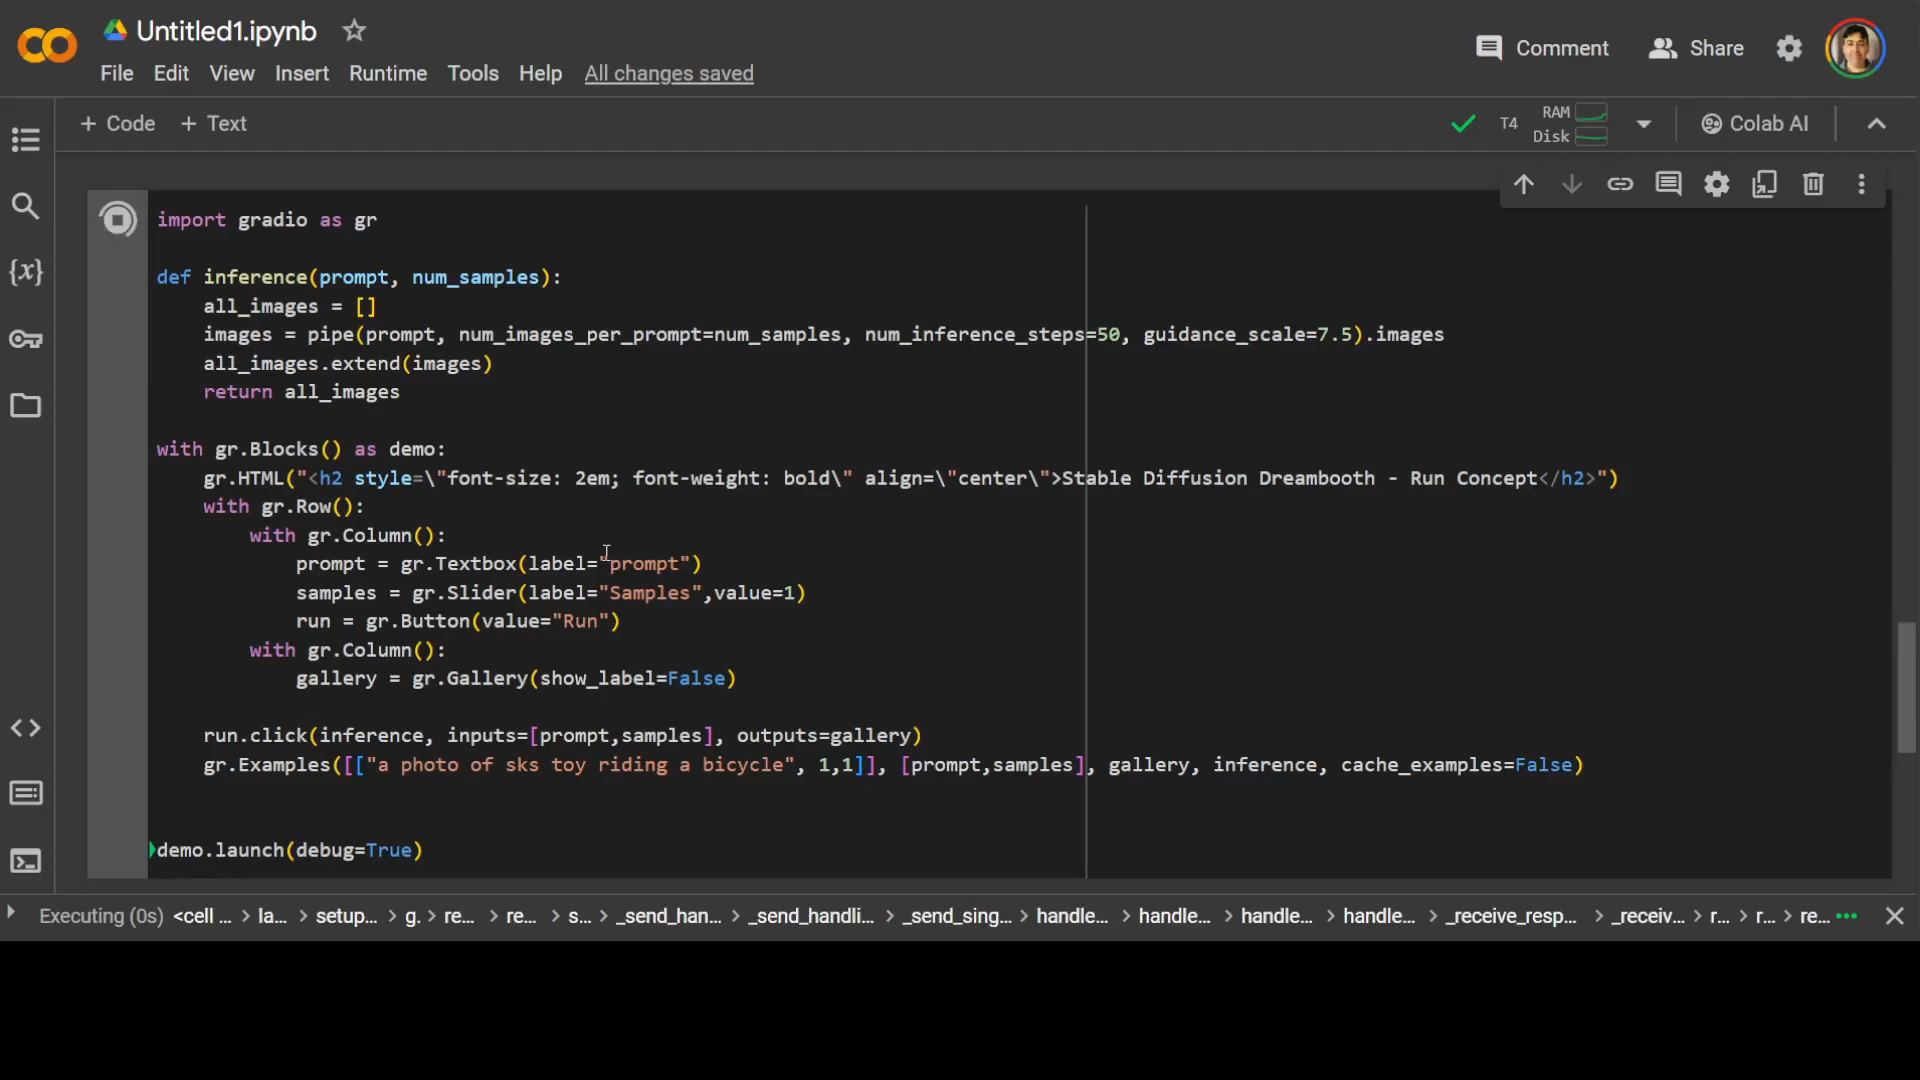 Untitled1.ipynb
File Edit View Insert Runtime Tools Help All changes saved
Comment Share
+ Code + Text
T4 RAM Disk Colab AI
{x}
import gradio as gr
def inference(prompt, num_samples):
    all_images = []
    images = pipe(prompt, num_images_per_prompt=num_samples, num_inference_steps=50, guidance_scale=7.5).images
    all_images.extend(images)
    return all_images
with gr.Blocks() as demo:
    gr.HTML("<h2 style=\"font-size: 2em; font-weight: bold\" align=\"center\">Stable Diffusion Dreambooth - Run Concept</h2>")
    with gr.Row():
        with gr.Column():
            prompt = gr.Textbox(label="prompt")
            samples = gr.Slider(label="Samples",value=1)
            run = gr.Button(value="Run")
        with gr.Column():
            gallery = gr.Gallery(show_label=False)
    run.click(inference, inputs=[prompt,samples], outputs=gallery)
    gr.Examples([["a photo of sks toy riding a bicycle", 1,1]], [prompt,samples], gallery, inference, cache_examples=False)
demo.launch(debug=True)
Executing (0s) <cell ... > la... > setup... > g. > re... > re... > s... > _send_han... > _send_handli... > _send_sing... > handle... > handle... > handle... > handle... > _receive_resp... > _receiv... > r... > r... > re...